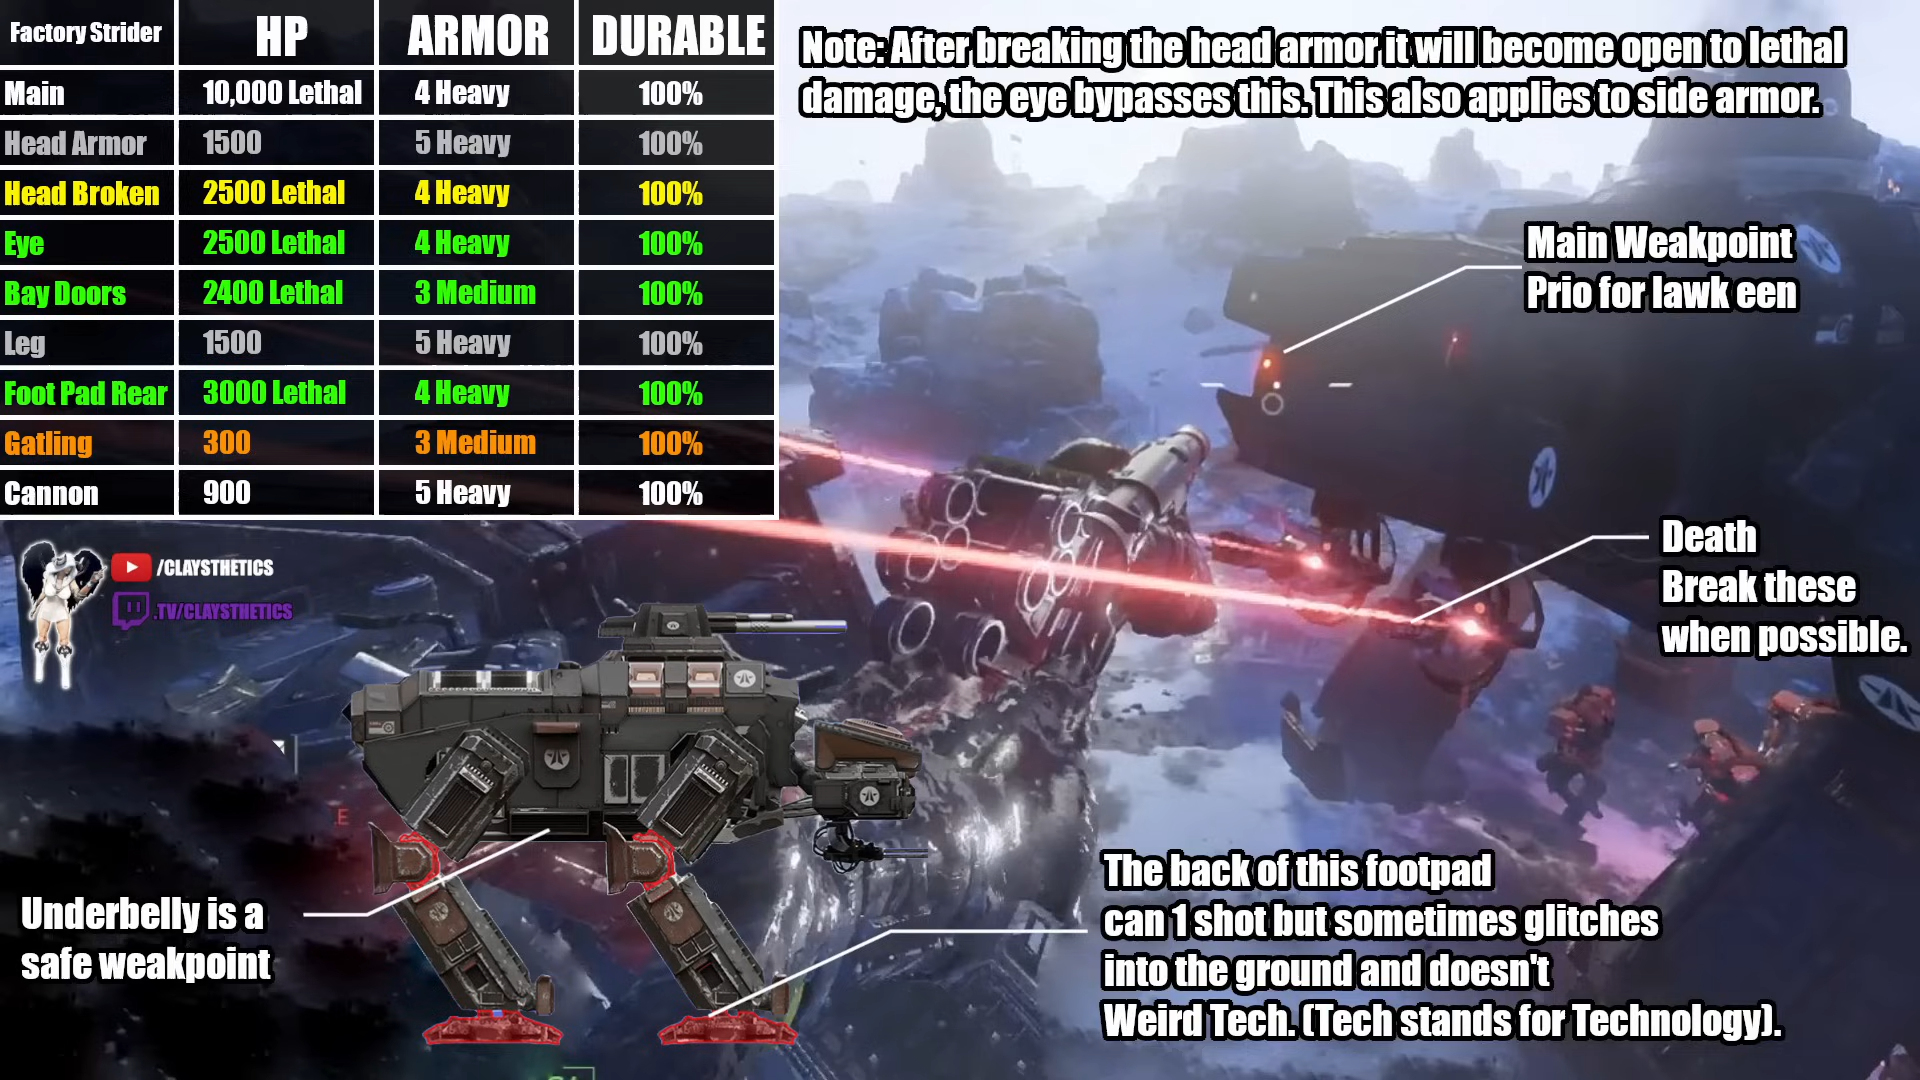 Factory Strider HP ARMOR DURABLE
Main 10,000 Lethal 4 Heavy 100%
Head Armor 1500 5 Heavy 100%
Head Broken 2500 Lethal 4 Heavy 100%
Eye 2500 Lethal 4 Heavy 100%
Bay Doors 2400 Lethal 3 Medium 100%
Leg 1500 5 Heavy 100%
Foot Pad Rear 3000 Lethal 4 Heavy 100%
Gatling 300 3 Medium 100%
Cannon 900 5 Heavy 100%
Note: After breaking the head armor it will become open to lethal
damage, the eye bypasses this. This also applies to side armor.
Main Weakpoint
Prio for lawk een
Death
Break these
when possible.
/CLAYSTHETICS
.TV/CLAYSTHETICS
E
Underbelly is a
safe weakpoint
The back of this footpad
can 1 shot but sometimes glitches
into the ground and doesn't
Weird Tech. (Tech stands for Technology).